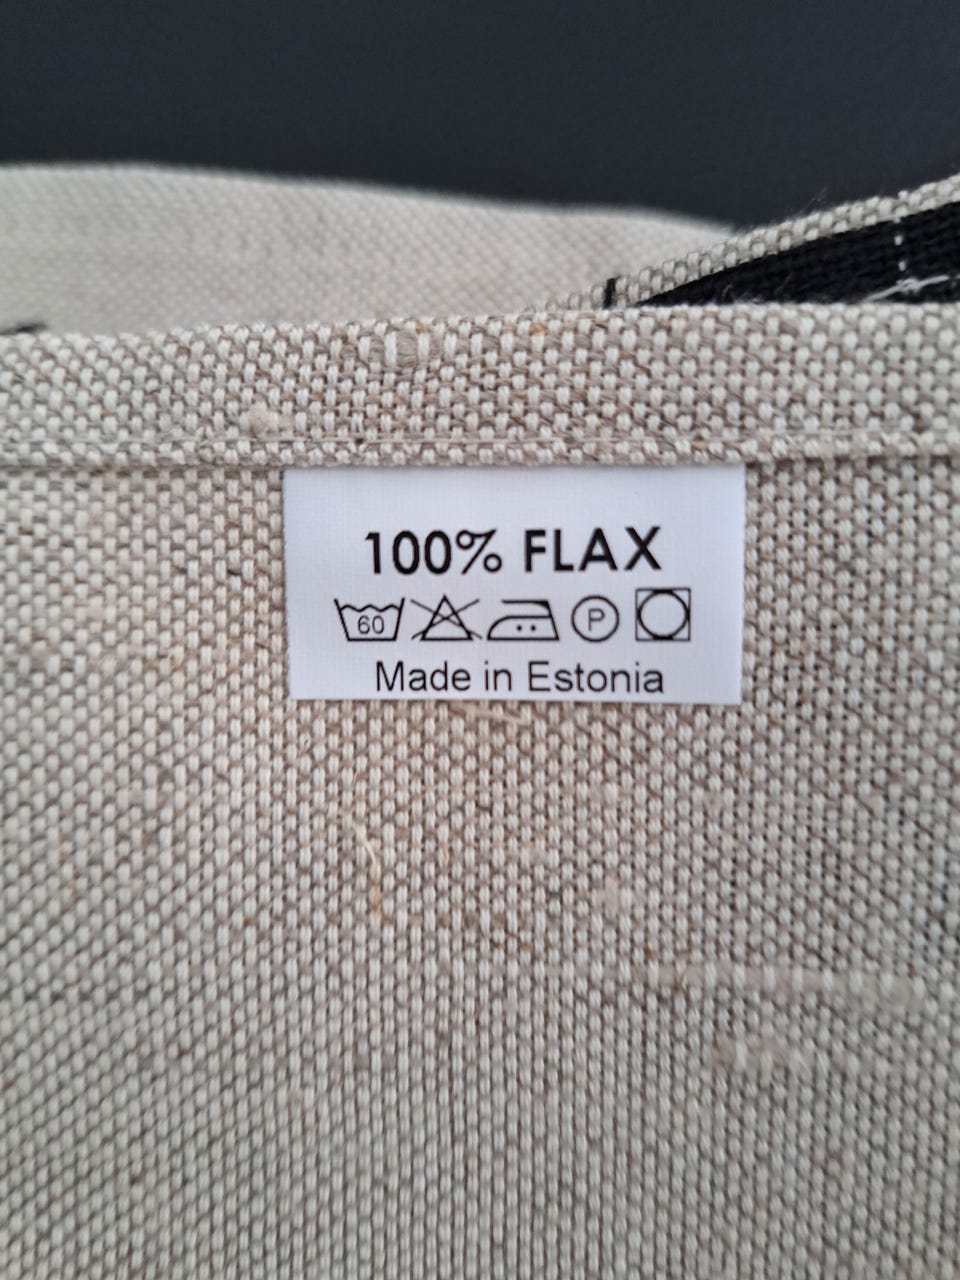 100% FLAX
60 P
Made in Estonia